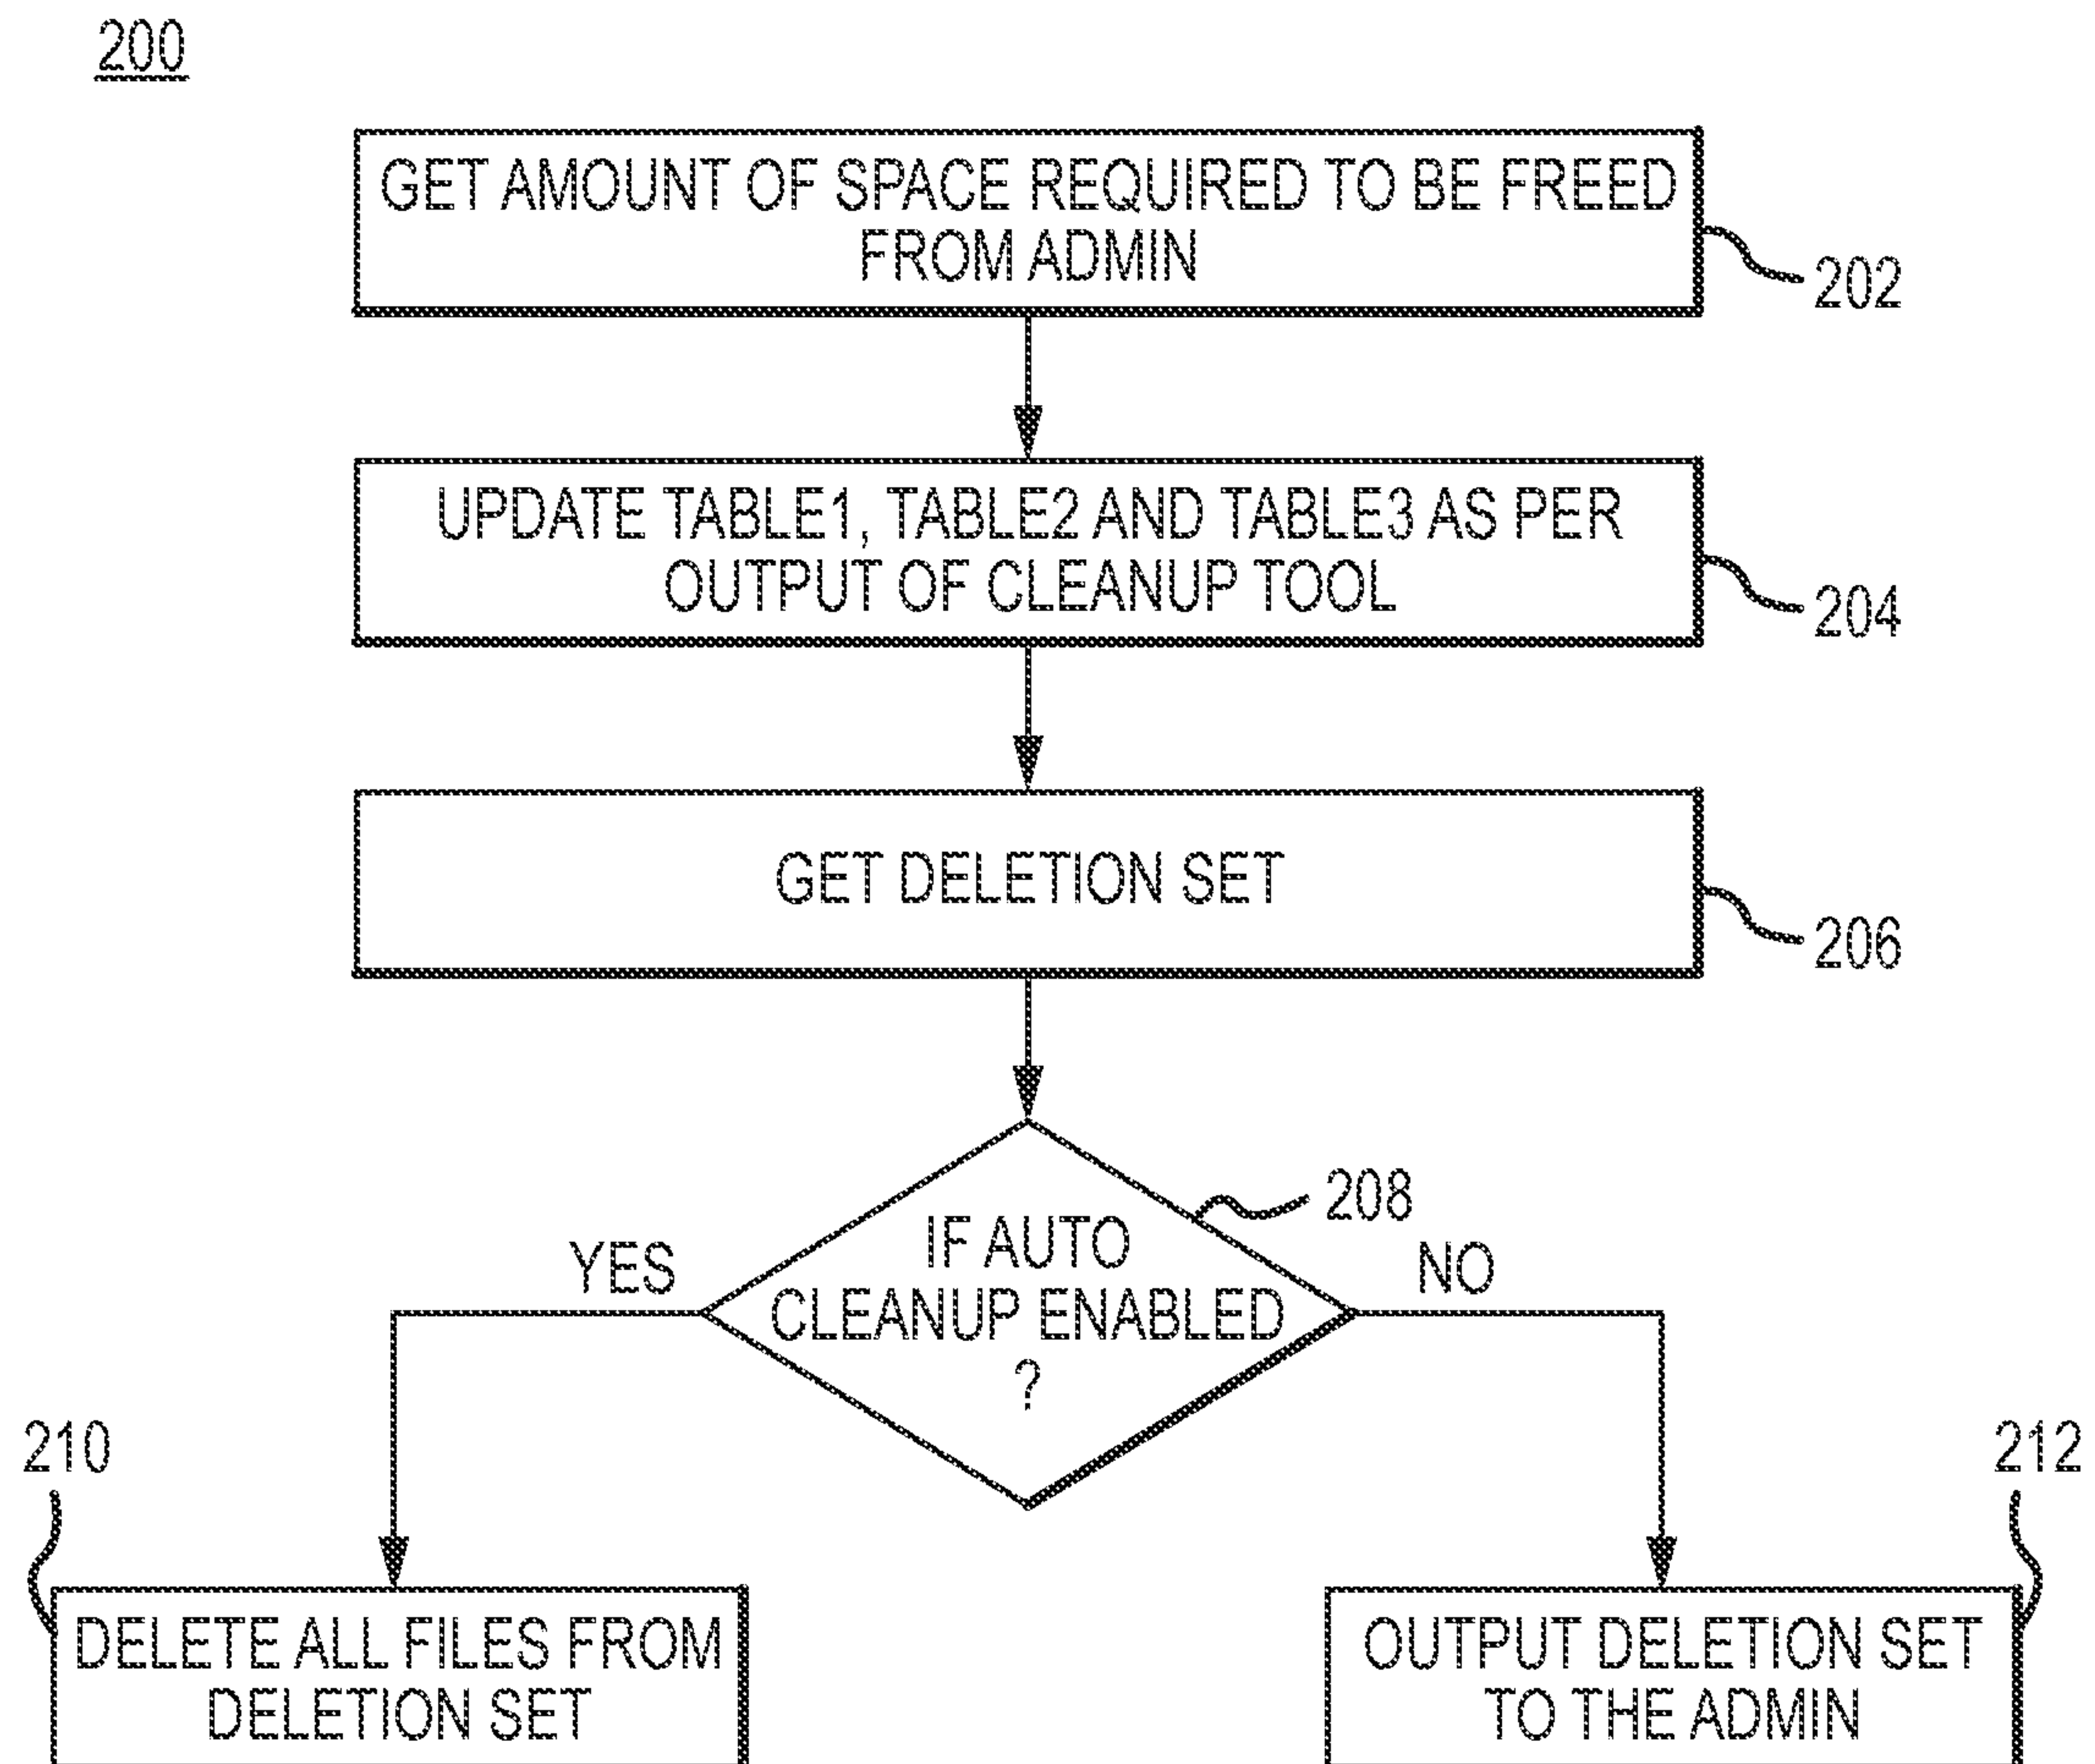 200
GET AMOUNT OF SPACE REQUIRED TO BE FREED
FROM ADMIN
202
UPDATE TABLE1, TABLE2 AND TABLE3 AS PER
OUTPUT OF CLEANUP TOOL
204
GET DELETION SET
206
208
IF AUTO
CLEANUP ENABLED
?
YES
NO
210
212
DELETE ALL FILES FROM
DELETION SET
OUTPUT DELETION SET
TO THE ADMIN